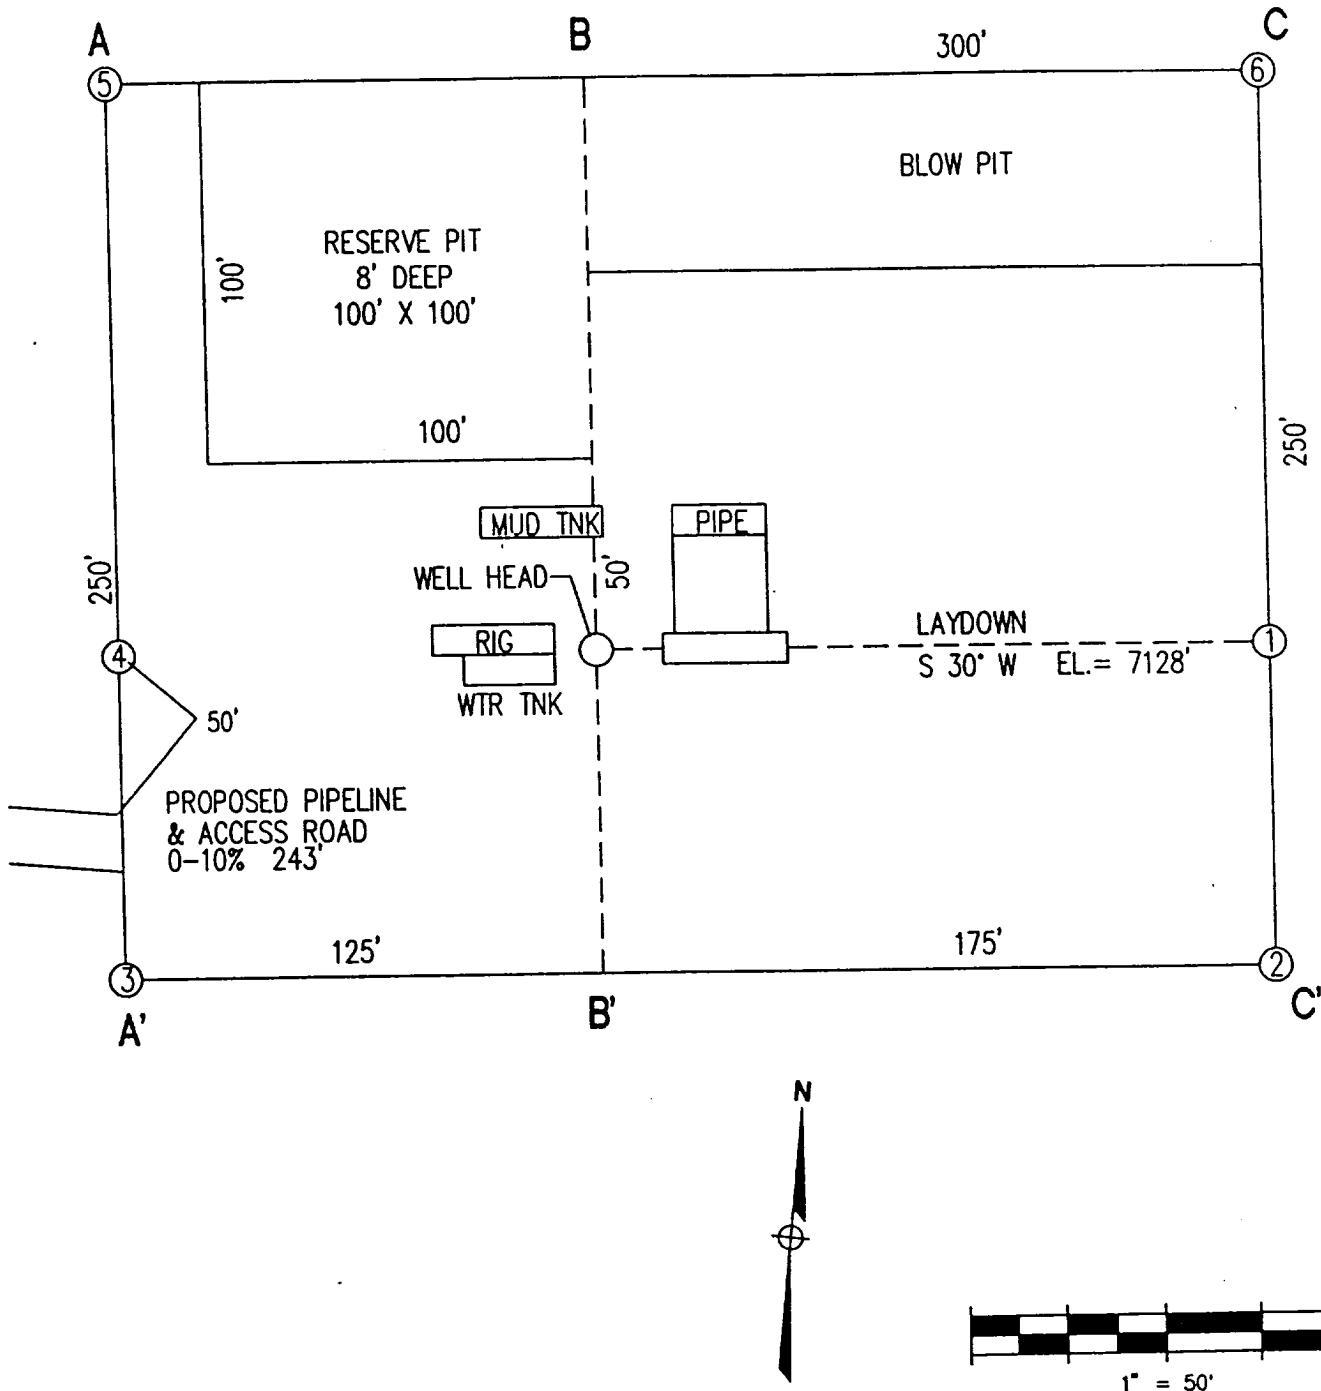 A
B
C
300'
5
6
BLOW PIT
RESERVE PIT
8' DEEP
100' X 100'
100'
100'
250'
MUD TNK
PIPE
WELL HEAD
50'
250'
RIG
WTR TNK
LAYDOWN
S 30° W EL.= 7128'
4
1
50'
PROPOSED PIPELINE
& ACCESS ROAD
0-10% 243'
125'
175'
3
2
A'
B'
C'
N
1" = 50'